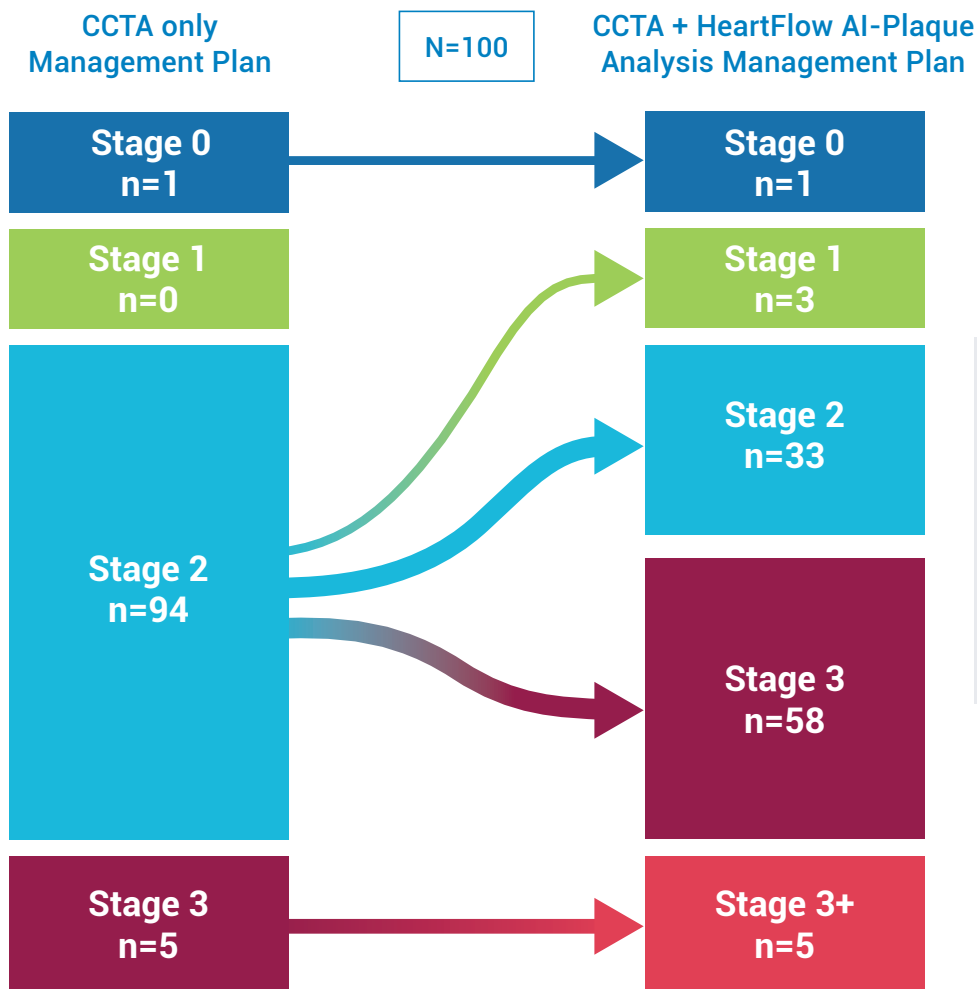 CCTA only
Management Plan
N=100
CCTA + HeartFlow AI-Plaque
Analysis Management Plan
Stage 0
n=1
Stage 0
n=1
Stage 1
n=0
Stage 1
n=3
Stage 2
n=94
Stage 2
n=33
Stage 3
n=58
Stage 3
n=5
Stage 3+
n=5